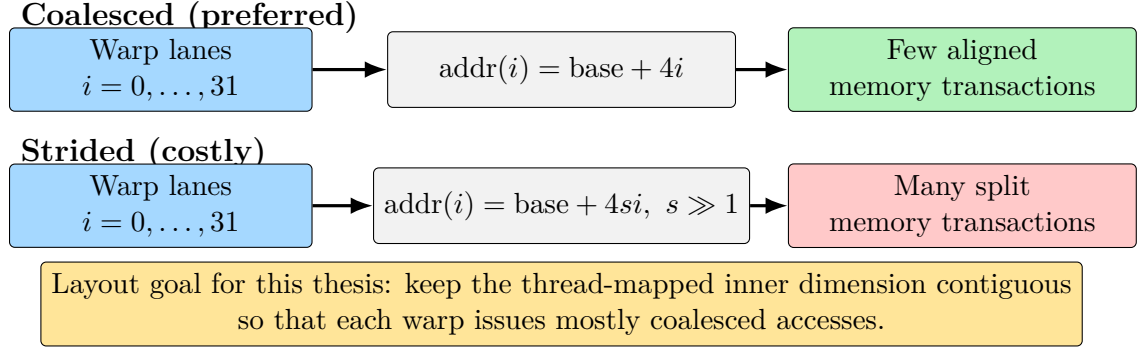 Coalesced (preferred)
Warp lanes
i = 0, . . . , 31
addr(i) = base + 4i
Few aligned
memory transactions
Strided (costly)
Warp lanes
i = 0, . . . , 31
addr(i) = base + 4si, s ≫ 1
Many split
memory transactions
Layout goal for this thesis: keep the thread-mapped inner dimension contiguous
so that each warp issues mostly coalesced accesses.